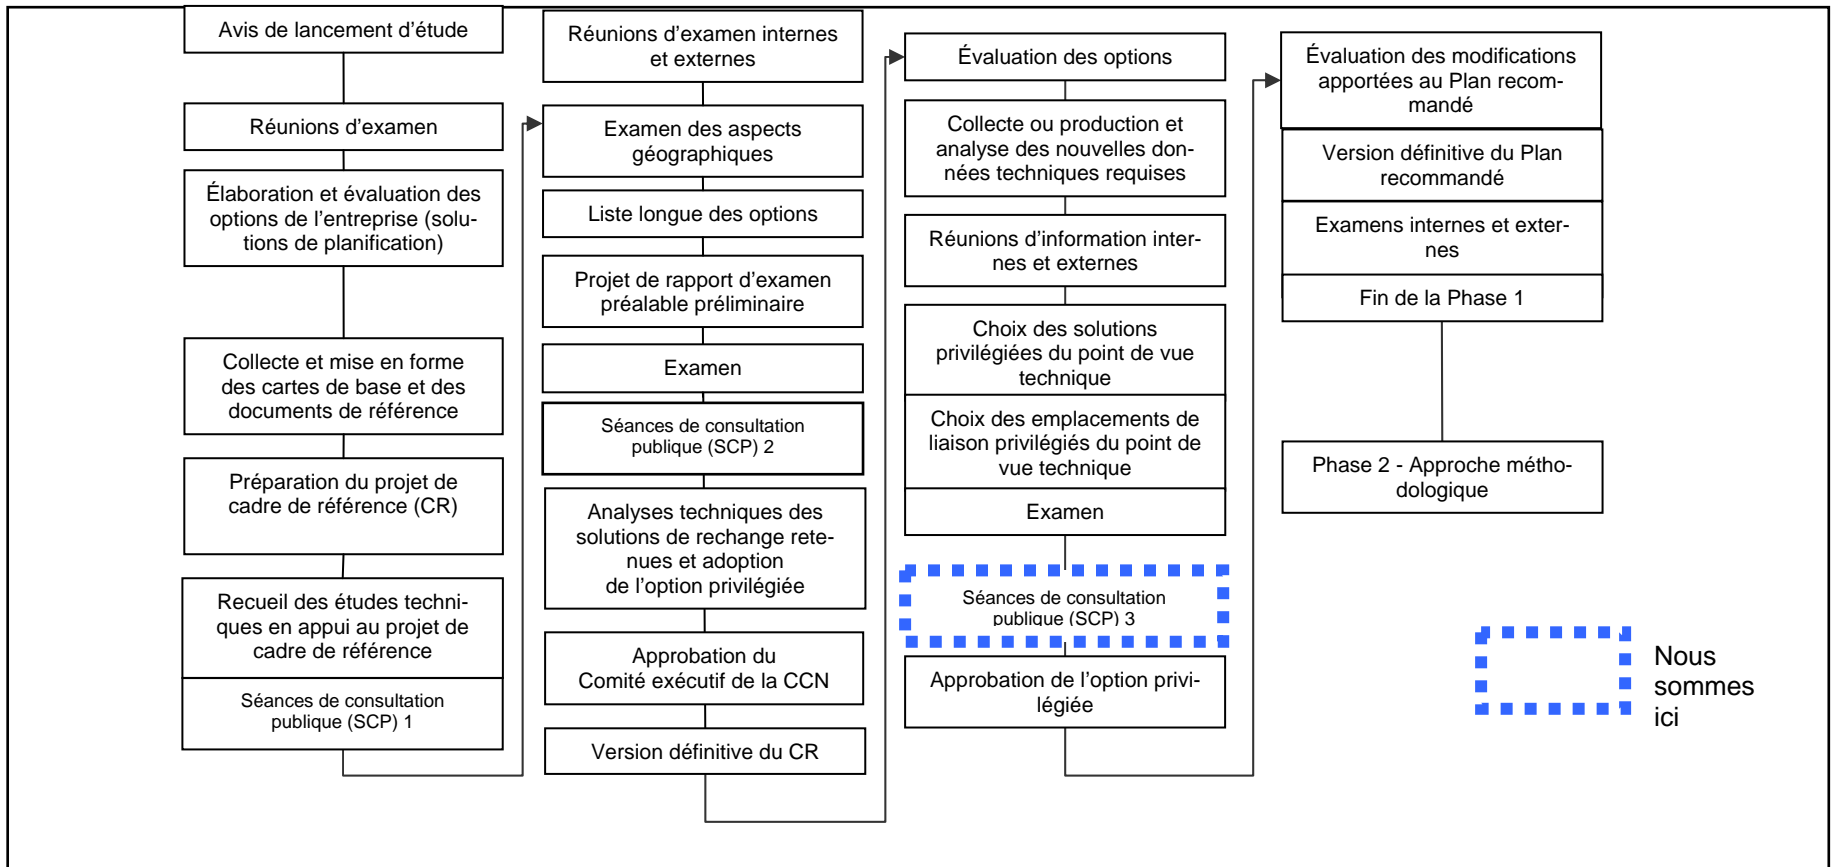 Avis de lancement d'étude
Réunions d'examen
Élaboration et évaluation des
options de l'entreprise (solu-
tions de planification)
Collecte et mise en forme
des cartes de base et des
documents de référence
Préparation du projet de
cadre de référence (CR)
Recueil des études techni-
ques en appui au projet de
cadre de référence
Séances de consultation
publique (SCP) 1
Réunions d'examen internes
et externes
Examen des aspects
géographiques
Liste longue des options
Projet de rapport d'examen
préalable préliminaire
Examen
Séances de consultation
publique (SCP) 2
Analyses techniques des
solutions de rechange rete-
nues et adoption
de l'option privilégiée
Approbation du
Comité exécutif de la CCN
Version définitive du CR
Évaluation des options
Collecte ou production et
analyse des nouvelles don-
nées techniques requises
Réunions d'information inter-
nes et externes
Choix des solutions
privilégiées du point de vue
technique
Choix des emplacements de
liaison privilégiés du point de
vue technique
Examen
Séances de consultation
publique (SCP) 3
Approbation de l'option privi-
légiée
Évaluation des modifications
apportées au Plan recom-
mandé
Version définitive du Plan
recommandé
Examens internes et exter-
nes
Fin de la Phase 1
Phase 2 - Approche métho-
dologique
Nous
sommes
ici